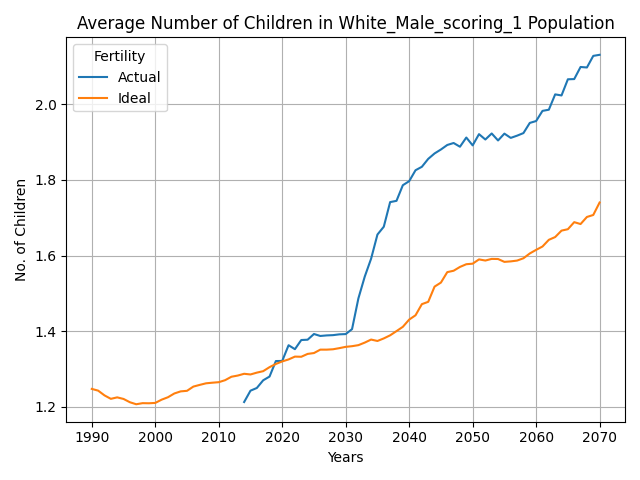 Average Number of Children in White_Male_scoring_1 Population
Fertility
Actual
Ideal
No. of Children
2.0
1.8
1.6
1.4
1.2
1990 2000 2010 2020 2030 2040 2050 2060 2070
Years